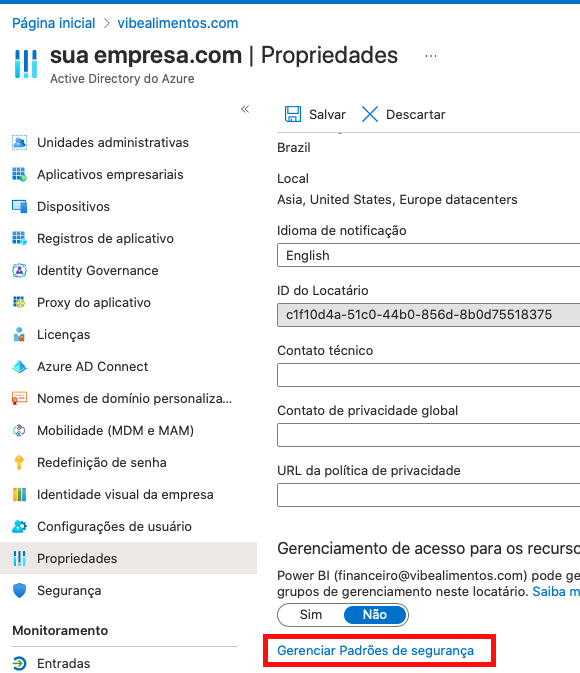 Página inicial > vibealimentos.com
sua empresa.com | Propriedades ...
Active Directory do Azure
«
Unidades administrativas
Aplicativos empresariais
Dispositivos
Registros de aplicativo
Identity Governance
Proxy do aplicativo
Licenças
Azure AD Connect
Nomes de domínio personaliza...
Mobilidade (MDM e MAM)
Redefinição de senha
Identidade visual da empresa
Configurações de usuário
Propriedades
Segurança
Monitoramento
Entradas
Salvar Descartar
Brazil
Local
Asia, United States, Europe datacenters
Idioma de notificação
English
ID do Locatário
c1f10d4a-51c0-44b0-856d-8b0d75518375
Contato técnico
Contato de privacidade global
URL da política de privacidade
Gerenciamento de acesso para os recurso
Power BI (financeiro@vibealimentos.com) pode ge
grupos de gerenciamento neste locatário. Saiba m
Sim Não
Gerenciar Padrões de segurança